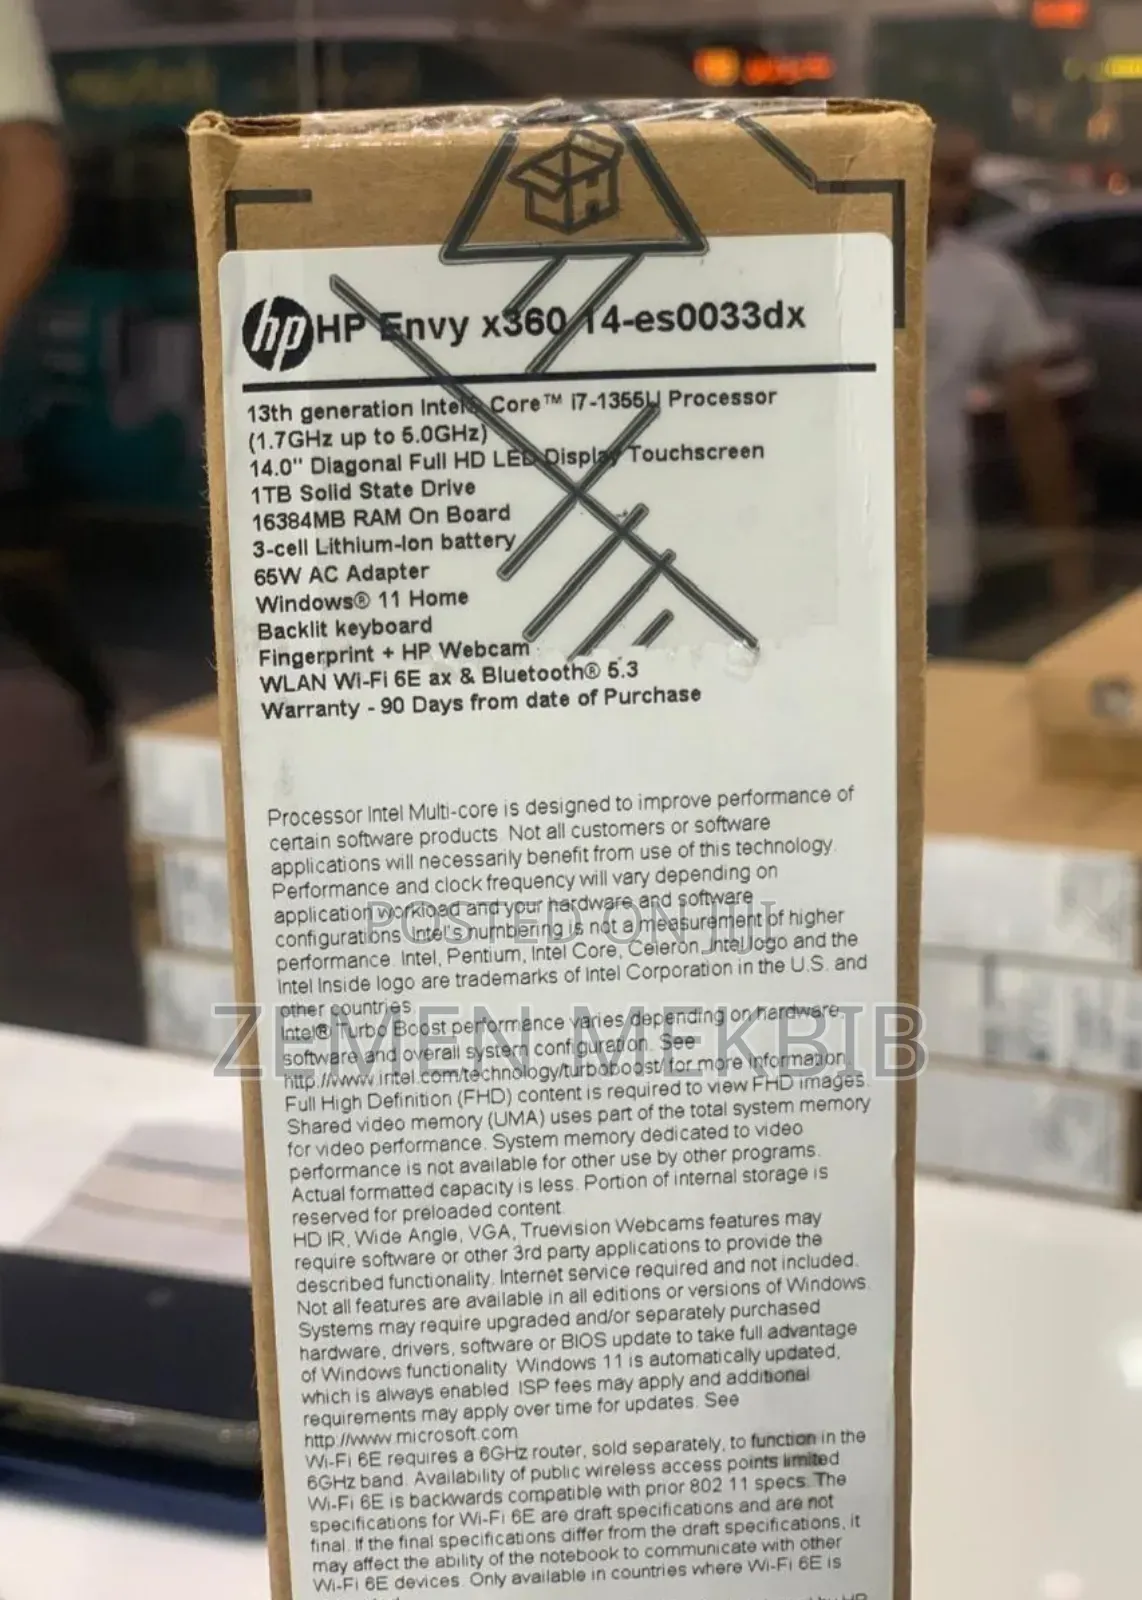 hp HP Envy x360 14-es0033dx
13th generation Intel® Core™ i7-1355U Processor
(1.7GHz up to 5.0GHz)
14.0" Diagonal Full HD LED Display Touchscreen
1TB Solid State Drive
16384MB RAM On Board
3-cell Lithium-Ion battery
65W AC Adapter
Windows® 11 Home
Backlit keyboard
Fingerprint + HP Webcam
WLAN Wi-Fi 6E ax & Bluetooth® 5.3
Warranty - 90 Days from date of Purchase
Processor Intel Multi-core is designed to improve performance of
certain software products. Not all customers or software
applications will necessarily benefit from use of this technology.
Performance and clock frequency will vary depending on
application workload and your hardware and software
configurations Intel's numbering is not a measurement of higher
performance. Intel, Pentium, Intel Core, Celeron, Intel logo and the
Intel Inside logo are trademarks of Intel Corporation in the U.S. and
other countries.
Intel® Turbo Boost performance varies depending on hardware,
software and overall system configuration. See
http://www.intel.com/technology/turboboost/ for more information.
Full High Definition (FHD) content is required to view FHD images.
Shared video memory (UMA) uses part of the total system memory
for video performance. System memory dedicated to video
performance is not available for other use by other programs.
Actual formatted capacity is less. Portion of internal storage is
reserved for preloaded content.
HD IR, Wide Angle, VGA, Truevision Webcams features may
require software or other 3rd party applications to provide the
described functionality. Internet service required and not included.
Not all features are available in all editions or versions of Windows.
Systems may require upgraded and/or separately purchased
hardware, drivers, software or BIOS update to take full advantage
of Windows functionality. Windows 11 is automatically updated,
which is always enabled. ISP fees may apply and additional
requirements may apply over time for updates. See
http://www.microsoft.com
Wi-Fi 6E requires a 6GHz router, sold separately, to function in the
6GHz band. Availability of public wireless access points limited
Wi-Fi 6E is backwards compatible with prior 802.11 specs. The
specifications for Wi-Fi 6E are draft specifications and are not
final. If the final specifications differ from the draft specifications, it
may affect the ability of the notebook to communicate with other
Wi-Fi 6E devices. Only available in countries where Wi-Fi 6E is
POSTED ON JIJI
ZEMEN MEKBIB